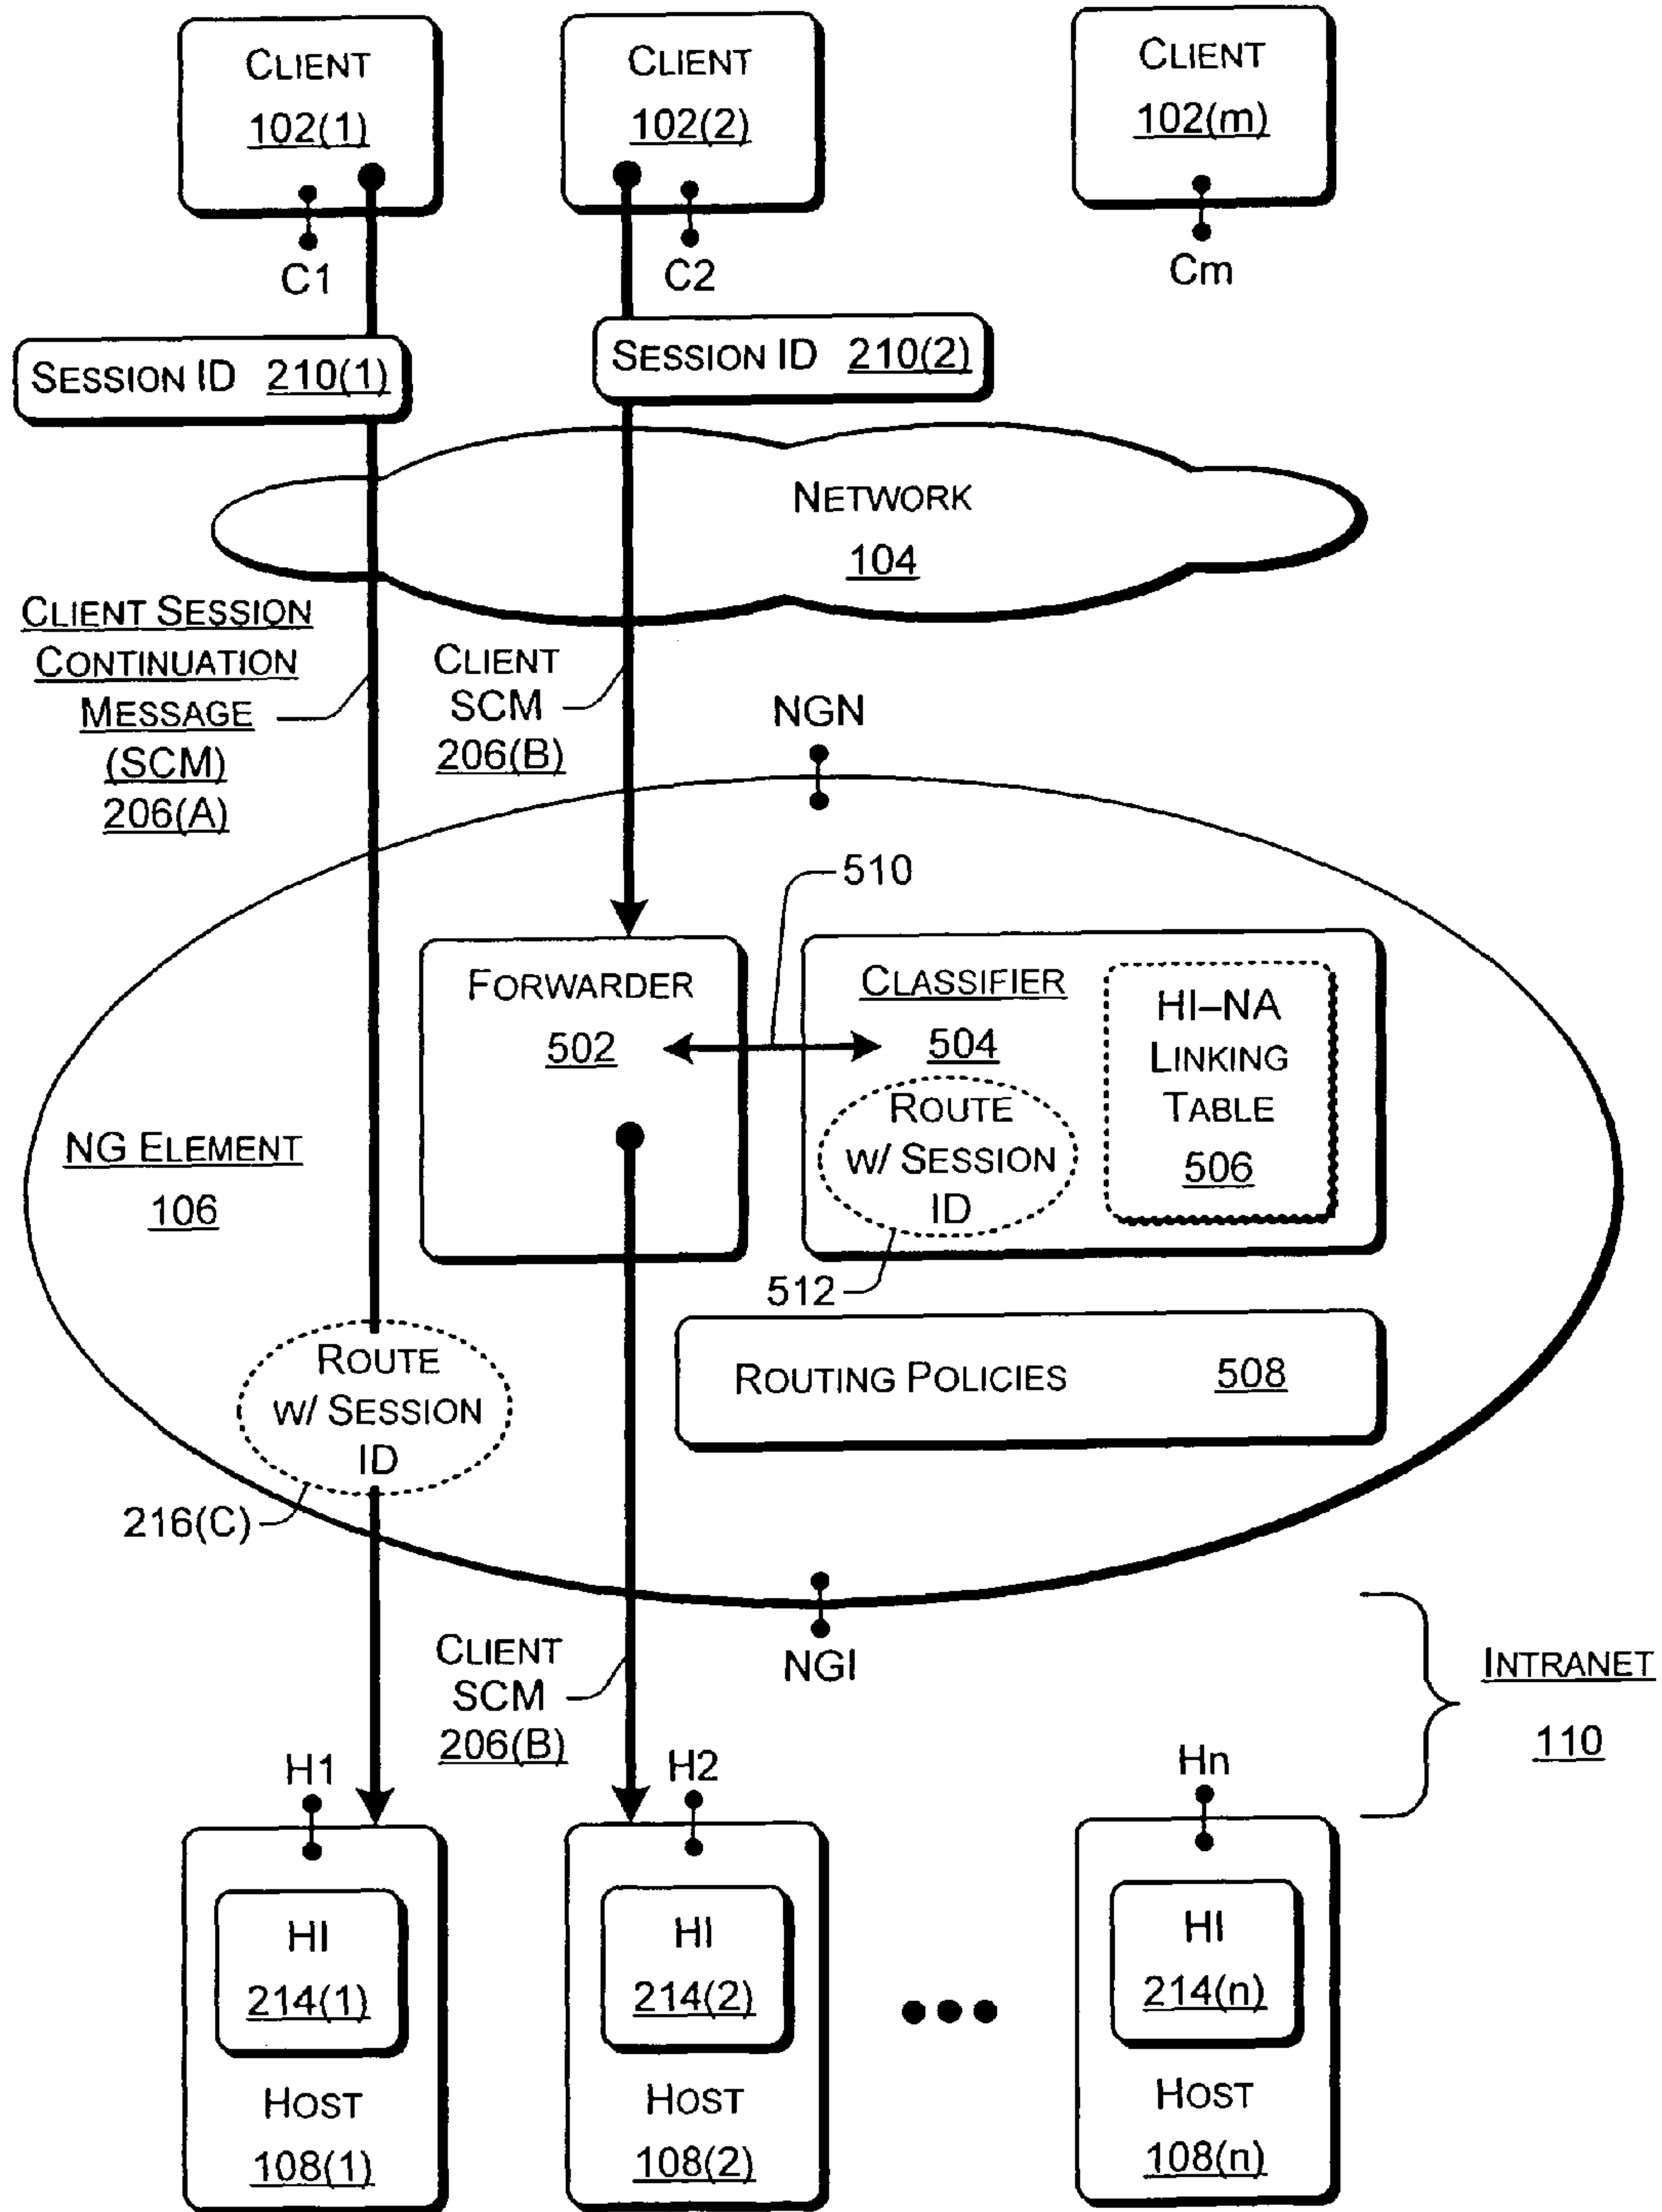 CLIENT
102(1)
CLIENT
102(2)
CLIENT
102(m)
C1
C2
Cm
SESSION ID 210(1)
SESSION ID 210(2)
NETWORK
104
CLIENT SESSION
CONTINUATION
MESSAGE
(SCM)
206(A)
CLIENT
SCM
206(B)
NGN
510
FORWARDER
502
CLASSIFIER
504
ROUTE
W/ SESSION
ID
HI–NA
LINKING
TABLE
506
NG ELEMENT
106
512
ROUTING POLICIES 508
ROUTE
W/ SESSION
ID
216(C)
NGI
CLIENT
SCM
206(B)
INTRANET
110
H1
H2
Hn
HI
214(1)
HOST
108(1)
HI
214(2)
HOST
108(2)
HI
214(n)
HOST
108(n)